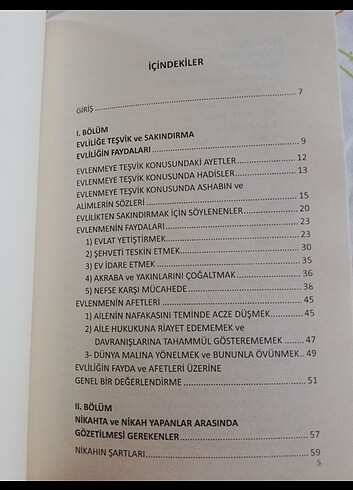 İÇİNDEKİLER
GİRİŞ ........ 7
I. BÖLÜM
EVLİLİĞE TEŞVİK ve SAKINDIRMA
EVLİLİĞİN FAYDALARI ........ 9
EVLENMEYE TEŞVİK KONUSUNDAKİ AYETLER ........ 12
EVLENMEYE TEŞVİK KONUSUNDA HADİSLER ........ 13
EVLENMEYE TEŞVİK KONUSUNDA ASHABIN ve
ALİMLERİN SÖZLERİ ........ 15
EVLİLİKTEN SAKINDIRMAK İÇİN SÖYLENENLER ........ 20
EVLENMENİN FAYDALARI ........ 23
1) EVLAT YETİŞTİRMEK ........ 23
2) ŞEHVETİ TESKİN ETMEK ........ 30
3) EV İDARE ETMEK ........ 35
4) AKRABA ve YAKINLARINI ÇOĞALTMAK ........ 36
5) NEFSE KARŞI MÜCAHEDE ........ 38
EVLENMENİN AFETLERİ ........ 45
1) AİLENİN NAFAKASINI TEMİNDE ACZE DÜŞMEK ........ 45
2) AİLE HUKUKUNA RİAYET EDEMEMEK ve
DAVRANIŞLARINA TAHAMMÜL GÖSTEREMEMEK ........ 47
3- DÜNYA MALINA YÖNELMEK ve BUNUNLA ÖVÜNMEK .. 49
EVLİLİĞİN FAYDA ve AFETLERİ ÜZERİNE
GENEL BİR DEĞERLENDİRME ........ 51
II. BÖLÜM
NİKAHTA ve NİKAH YAPANLAR ARASINDA
GÖZETİLMESİ GEREKENLER ........ 57
NİKAHIN ŞARTLARI ........ 59
5